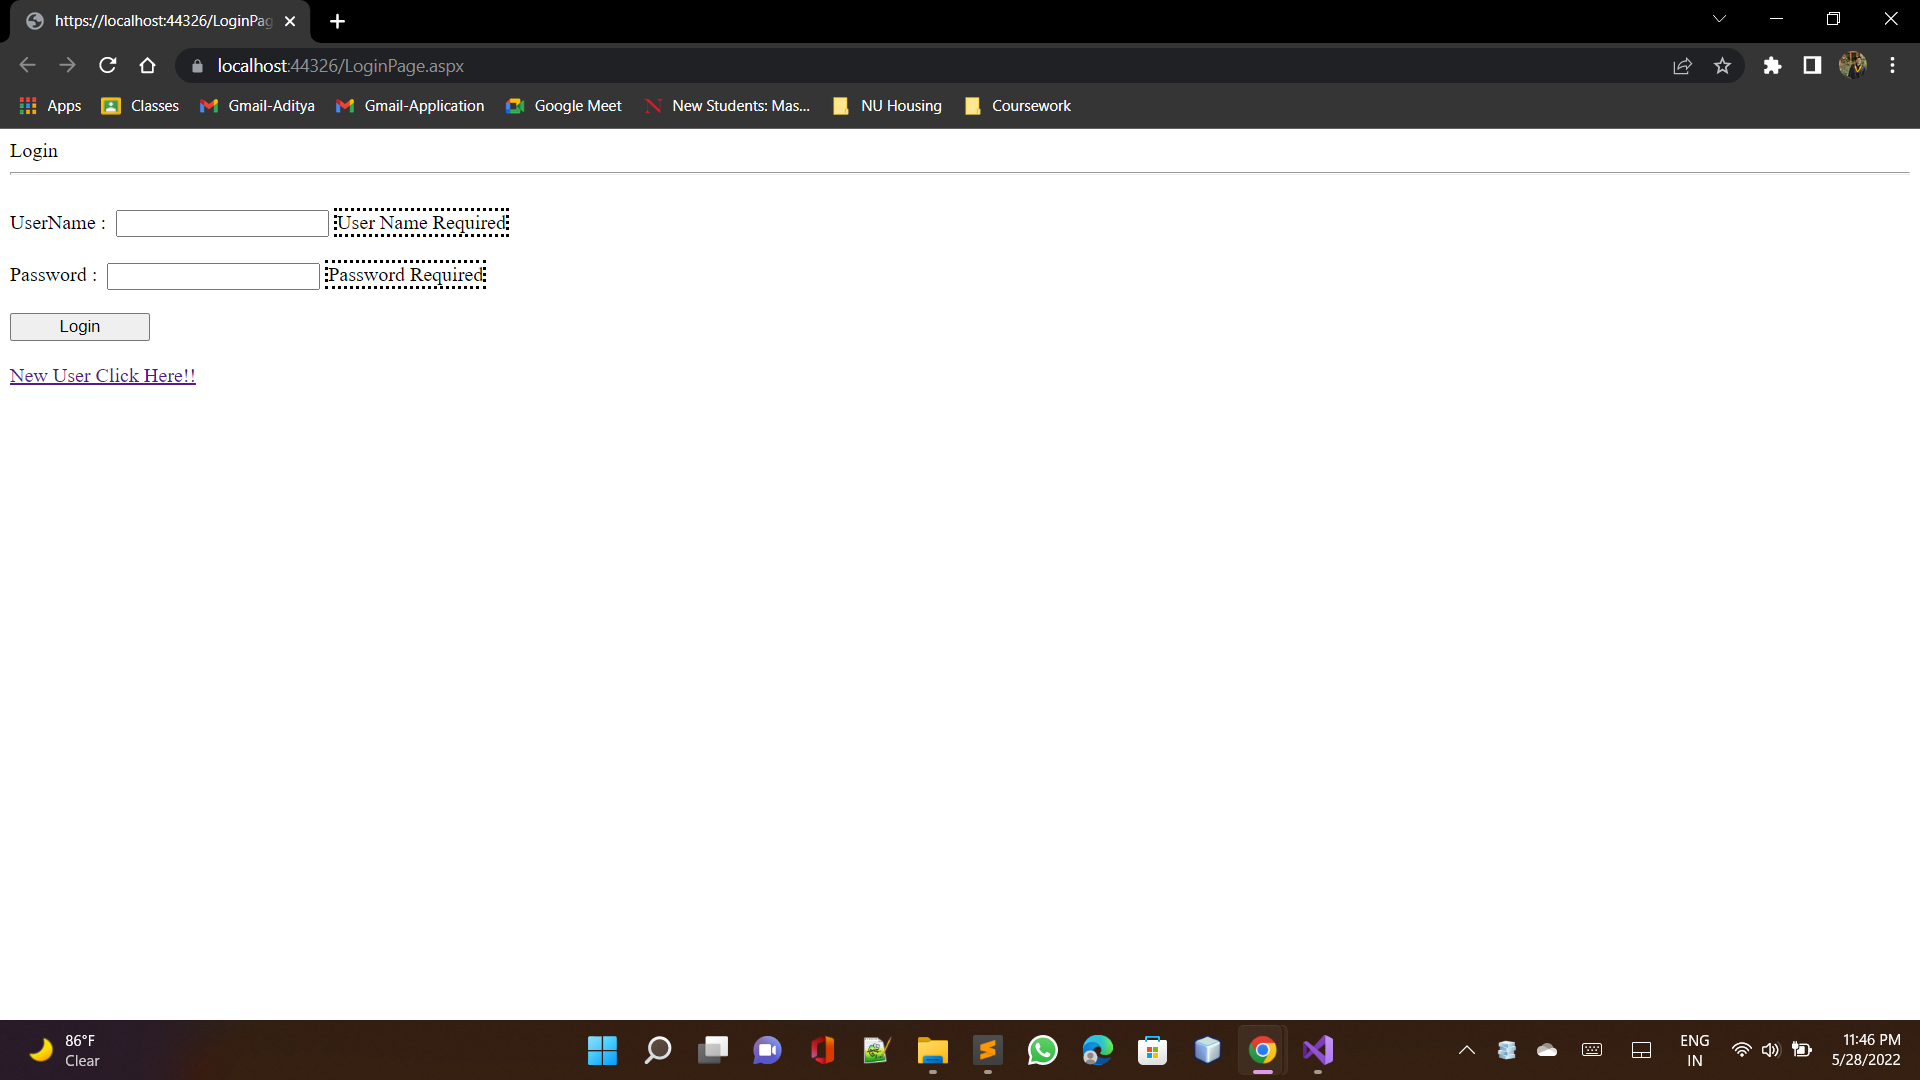 https://localhost:44326/LoginPag
localhost:44326/LoginPage.aspx
Apps Classes Gmail-Aditya Gmail-Application Google Meet New Students: Mas... NU Housing Coursework
Login
UserName : User Name Required
Password : Password Required
Login
New User Click Here!!
86°F
Clear
ENG
IN
11:46 PM
5/28/2022